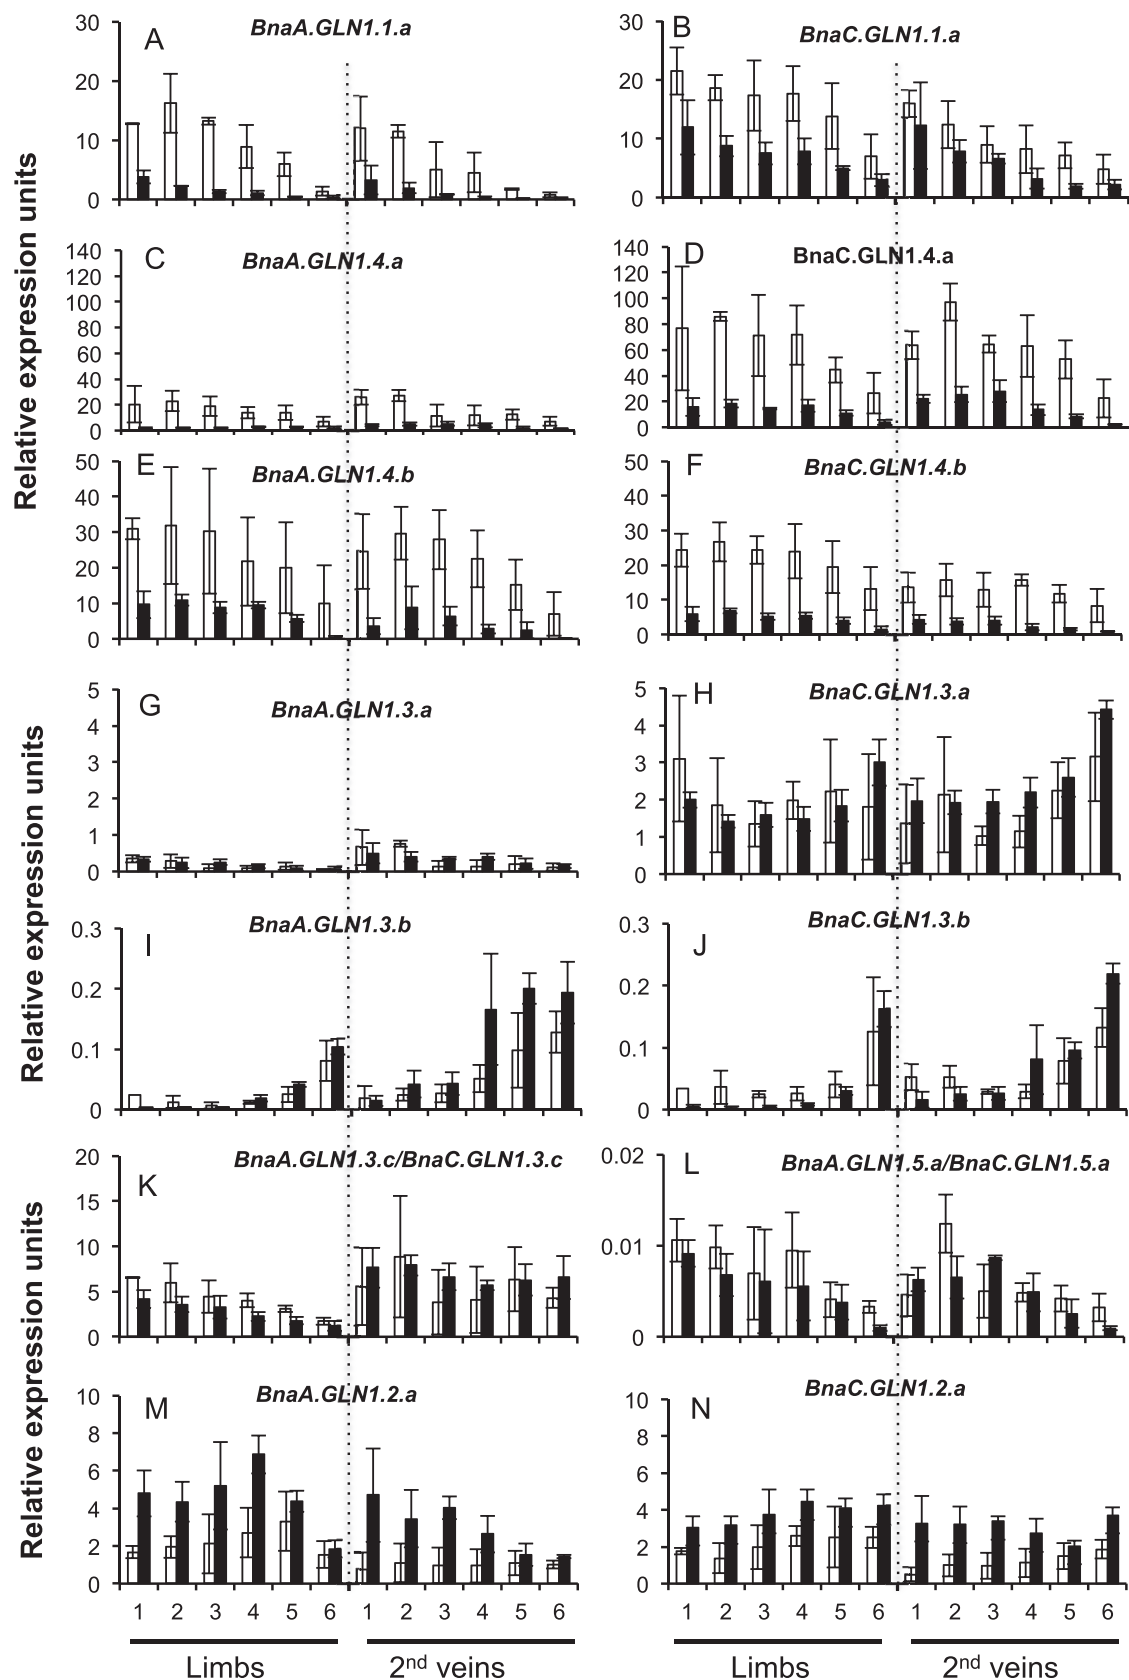 Relative expression units
A
BnaA.GLN1.1.a
30
20
10
0
B
BnaC.GLN1.1.a
30
20
10
0
C
BnaA.GLN1.4.a
140
120
100
80
60
40
20
0
D
BnaC.GLN1.4.a
140
120
100
80
60
40
20
0
E
BnaA.GLN1.4.b
50
40
30
20
10
0
F
BnaC.GLN1.4.b
50
40
30
20
10
0
Relative expression units
G
BnaA.GLN1.3.a
5
4
3
2
1
0
H
BnaC.GLN1.3.a
5
4
3
2
1
0
Relative expression units
I
BnaA.GLN1.3.b
0.3
0.2
0.1
0
J
BnaC.GLN1.3.b
0.3
0.2
0.1
0
Relative expression units
K
BnaA.GLN1.3.c/BnaC.GLN1.3.c
20
15
10
5
0
L
BnaA.GLN1.5.a/BnaC.GLN1.5.a
0.02
0.01
0
M
BnaA.GLN1.2.a
10
8
6
4
2
0
N
BnaC.GLN1.2.a
10
8
6
4
2
0
1 2 3 4 5 6 1 2 3 4 5 6
Limbs 2nd veins
1 2 3 4 5 6 1 2 3 4 5 6
Limbs 2nd veins